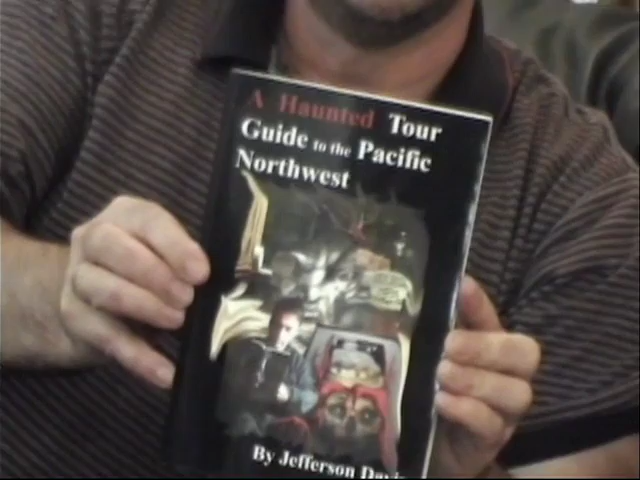 A Haunted Tour
Guide to the Pacific
Northwest
By Jefferson Davis